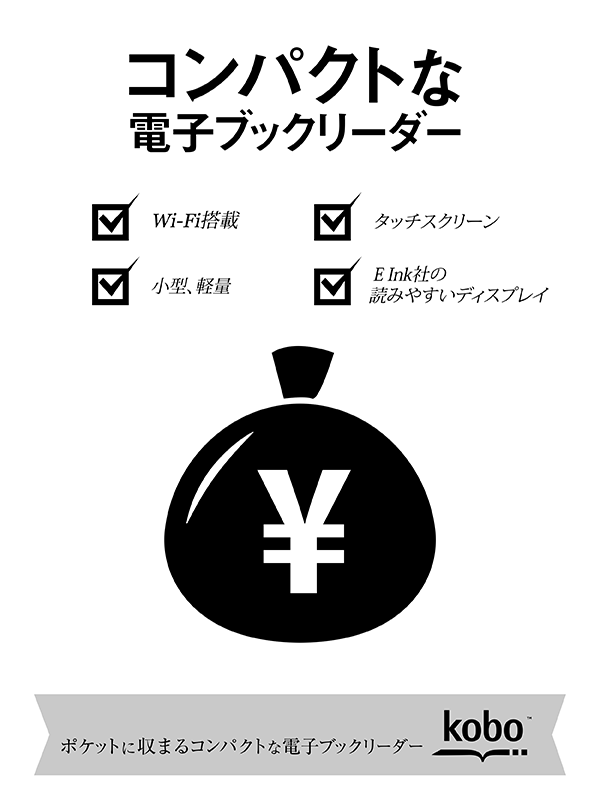 コンパクトな
電子ブックリーダー
Wi-Fi搭載
タッチスクリーン
小型、軽量
E Ink社の
読みやすいディスプレイ
¥
ポケットに収まるコンパクトな電子ブックリーダー
kobo™